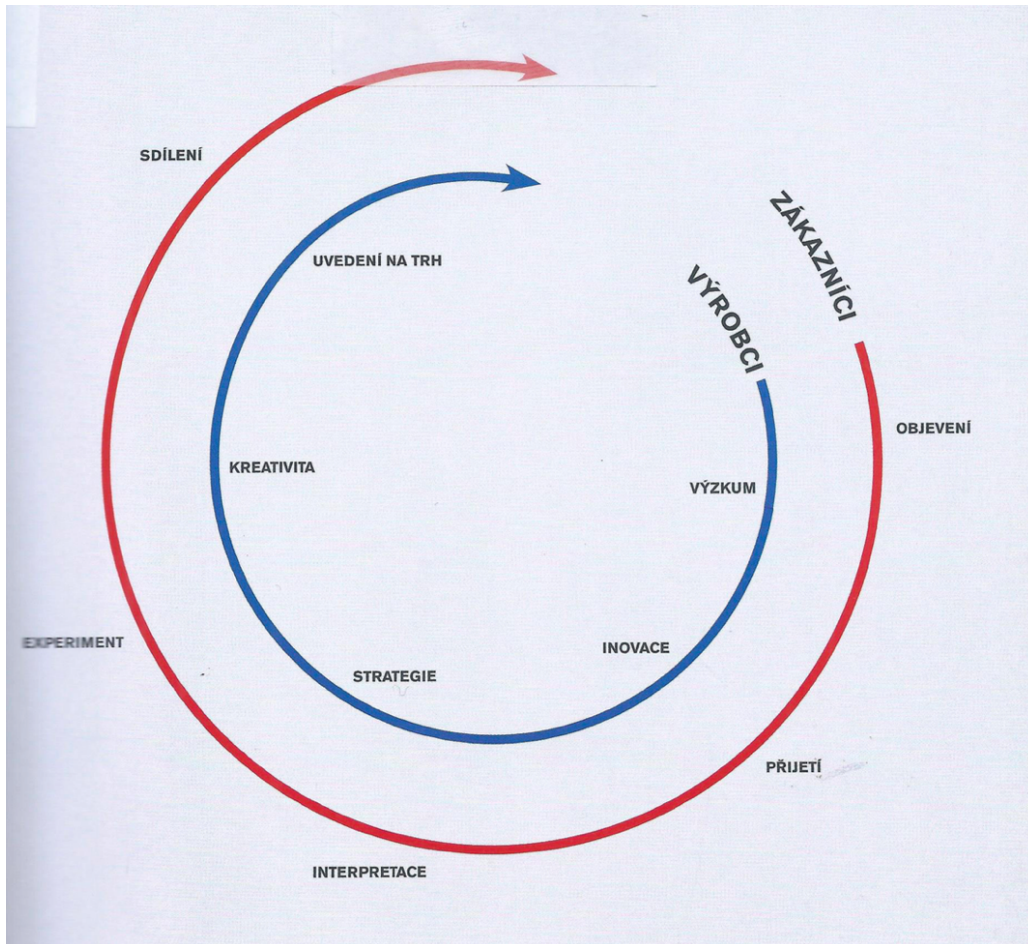 ZÁKAZNÍCI
OBJEVENÍ
PŘIJETÍ
INTERPRETACE
EXPERIMENT
SDÍLENÍ
VÝROBCI
VÝZKUM
INOVACE
STRATEGIE
KREATIVITA
UVEDENÍ NA TRH